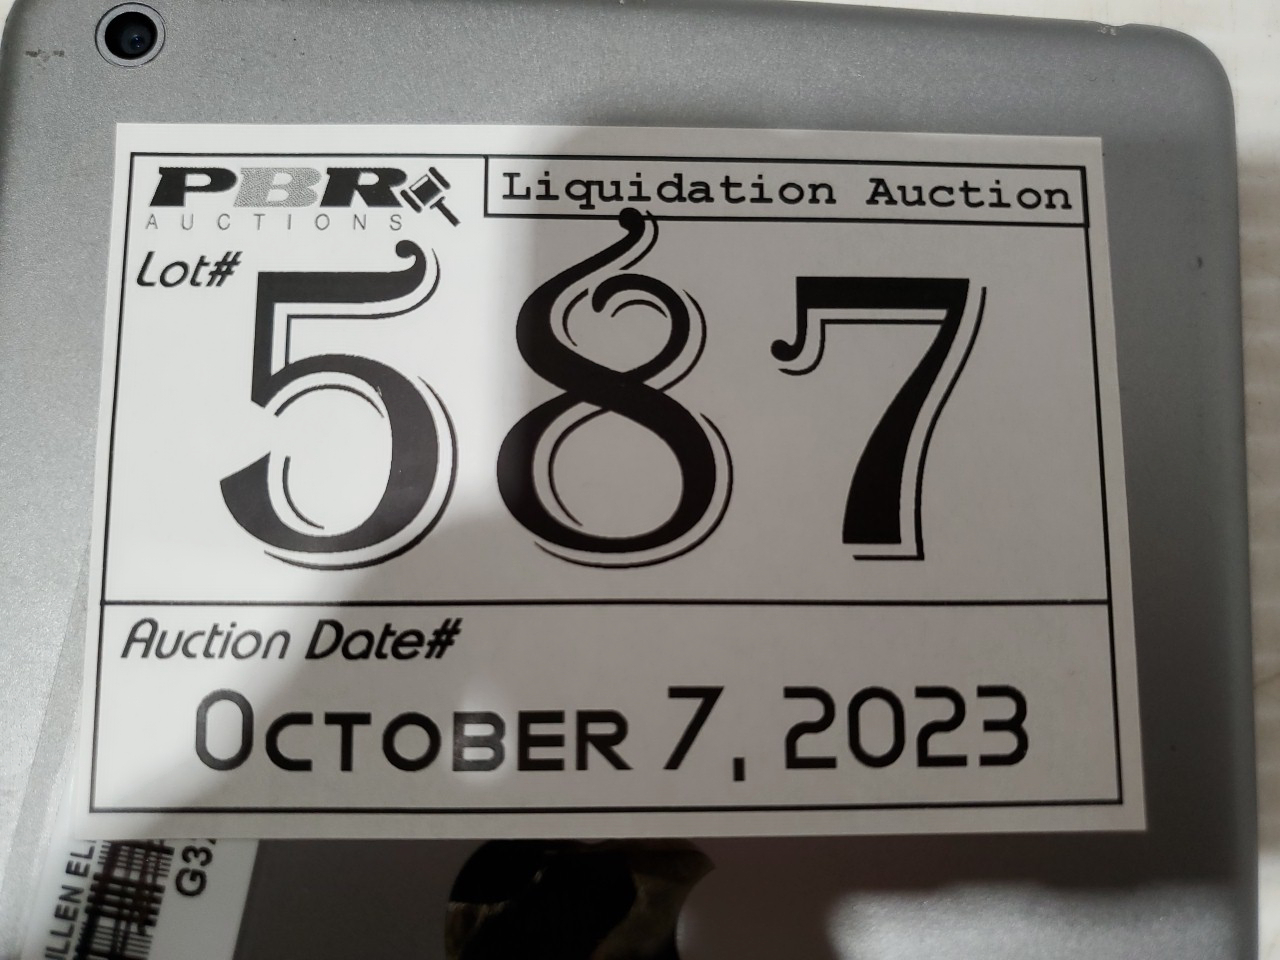 PBR
AUCTIONS
Liquidation Auction
Lot#
587
Auction Date#
October 7, 2023